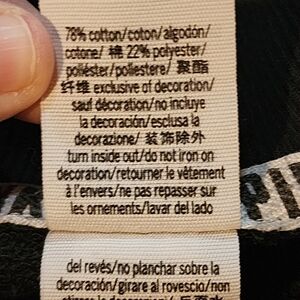 78% cotton/coton/algodón/
cotone/ 棉 22% polyester/
poliéster/poliestere/ 聚酯
纤维 exclusive of decoration/
sauf décoration/no incluye
la decoración/esclusa la
decorazione/ 装饰除外
turn inside out/do not iron on
decoration/retourner le vêtement
à l'envers/ne pas repasser sur
les ornements/lavar del lado
del revés/no planchar sobre la
decoración/girare al rovescio/non